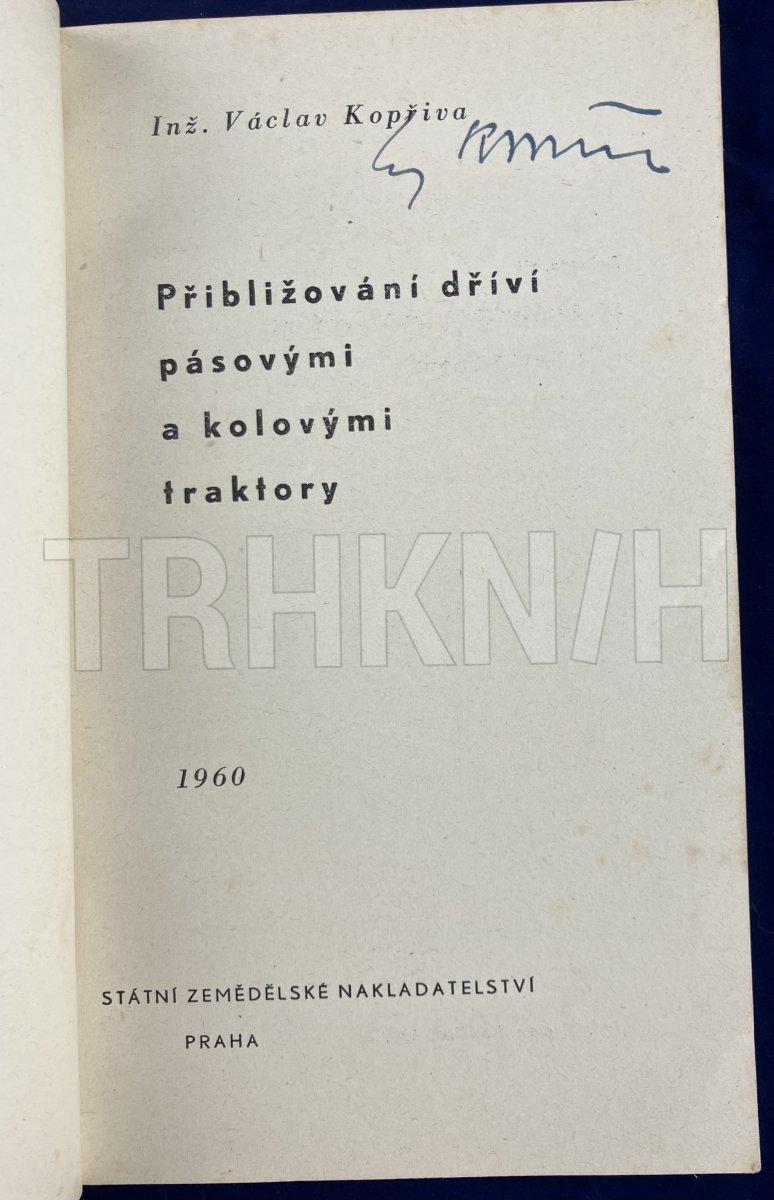 Inž. Václav Kopřiva
Přibližování dříví
pásovými
a kolovými
traktory
TRHKNIH
1960
STÁTNÍ ZEMĚDĚLSKÉ NAKLADATELSTVÍ
PRAHA